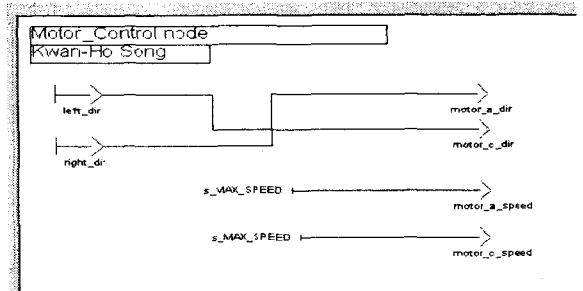 Motor_Control node
Kwan-Ho Song
left_dir
motor_a_dir
right_dir
motor_c_dir
s_MAX_SPEED
motor_a_speed
s_MAX_SPEED
motor_c_speed